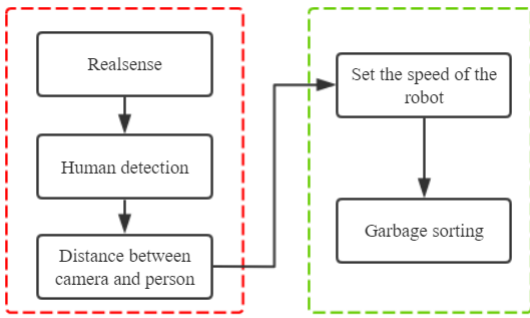 Realsense
Human detection
Distance between
camera and person
Set the speed of the
robot
Garbage sorting